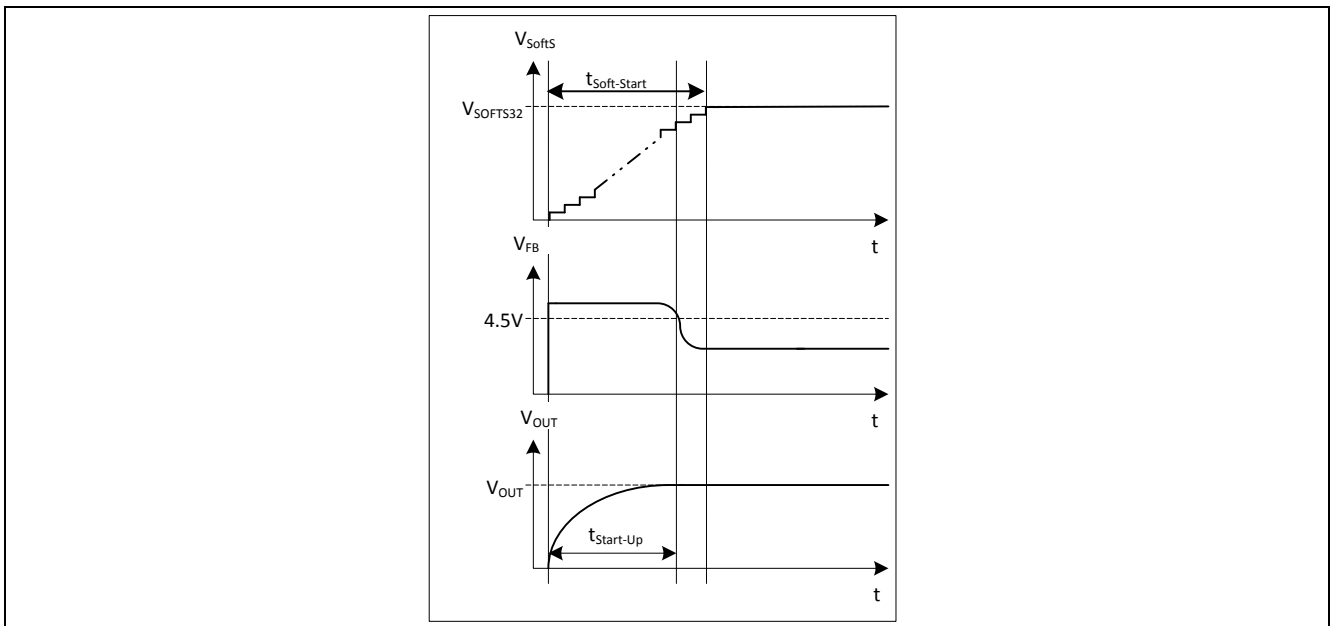 VSoftS
tSoft-Start
VSOFTS32
t
VFB
4.5V
t
VOUT
VOUT
tStart-Up
t